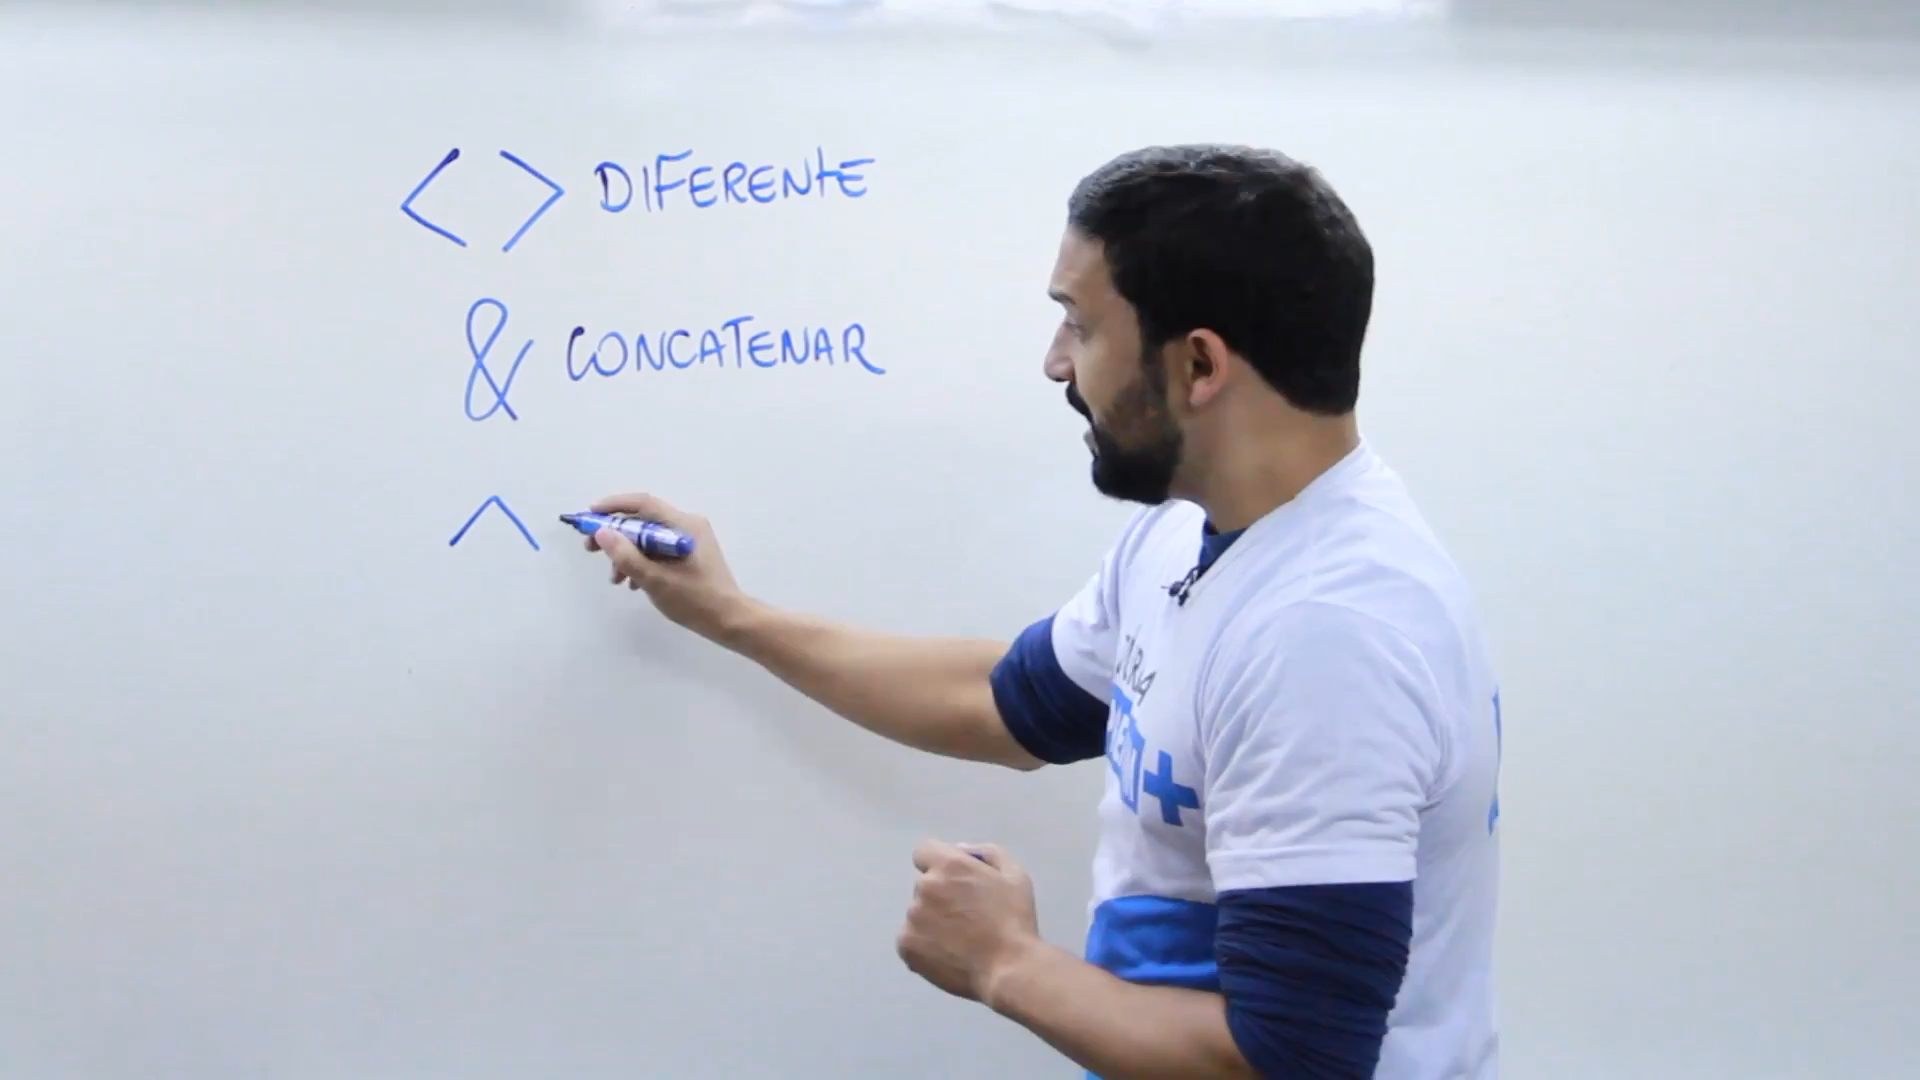 <> DIFERENTE
& CONCATENAR
^